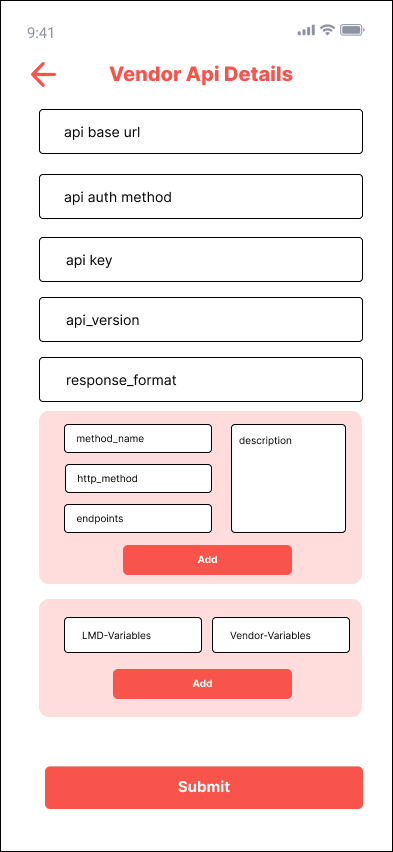 9:41
Vendor Api Details
api base url
api auth method
api key
api_version
response_format
method_name
description
http_method
endpoints
Add
LMD-Variables
Vendor-Variables
Add
Submit